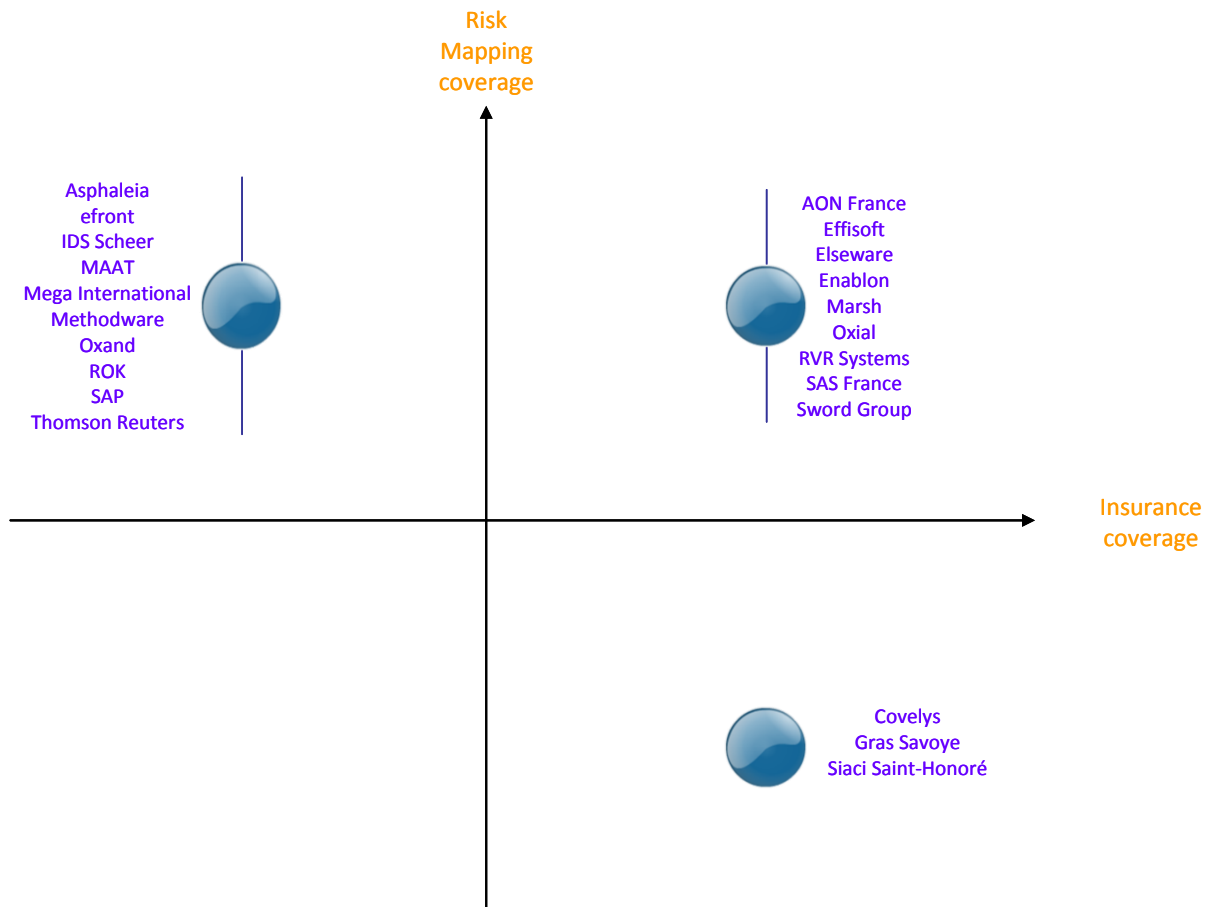 Risk
Mapping
coverage
Asphaleia
efront
IDS Scheer
MAAT
Mega International
Methodware
Oxand
ROK
SAP
Thomson Reuters
AON France
Effisoft
Elseware
Enablon
Marsh
Oxial
RVR Systems
SAS France
Sword Group
Insurance
coverage
Covelys
Gras Savoye
Siaci Saint-Honoré